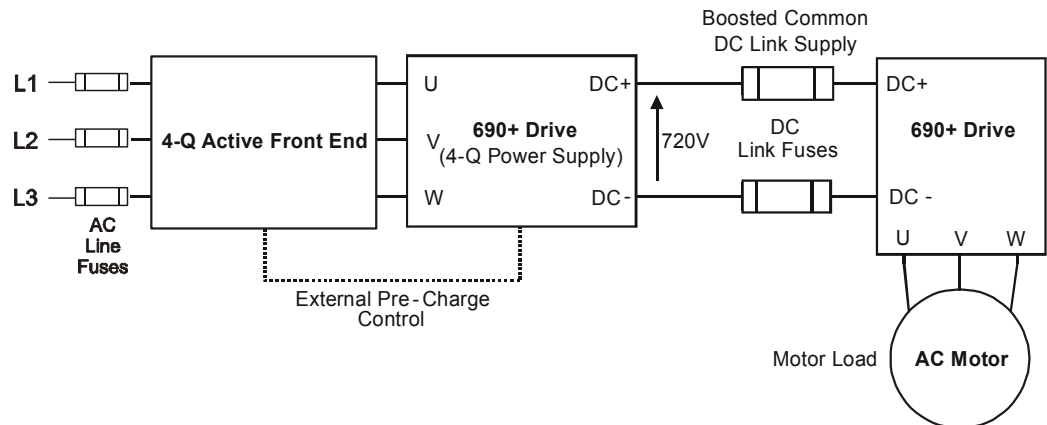 Boosted Common
DC Link Supply
L1
L2
L3
AC
Line
Fuses
4-Q Active Front End
U
V
W
690+ Drive
(4-Q Power Supply)
DC+
DC-
720V
DC
Link Fuses
DC+
690+ Drive
DC -
U V W
External Pre-Charge
Control
Motor Load
AC Motor